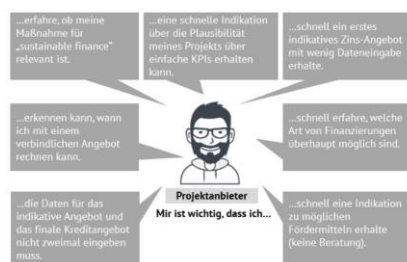 ...erfahre, ob meine
Maßnahme für
„sustainable finance“
relevant ist.
...eine schnelle Indikation
über die Plausibilität
meines Projekts über
einfache KPIs erhalten
kann.
...schnell ein erstes
indikatives Zins-Angebot
mit wenig Dateneingabe
erhalte.
...erkennen kann, wann
ich mit einem
verbindlichen Angebot
rechnen kann.
...schnell erfahre, welche
Art von Finanzierungen
überhaupt möglich sind.
...die Daten für das
indikative Angebot und
das finale Kreditangebot
nicht zweimal eingeben
muss.
Projektanbieter
Mir ist wichtig, dass ich...
...schnell eine Indikation
zu möglichen
Fördermitteln erhalte
(keine Beratung).